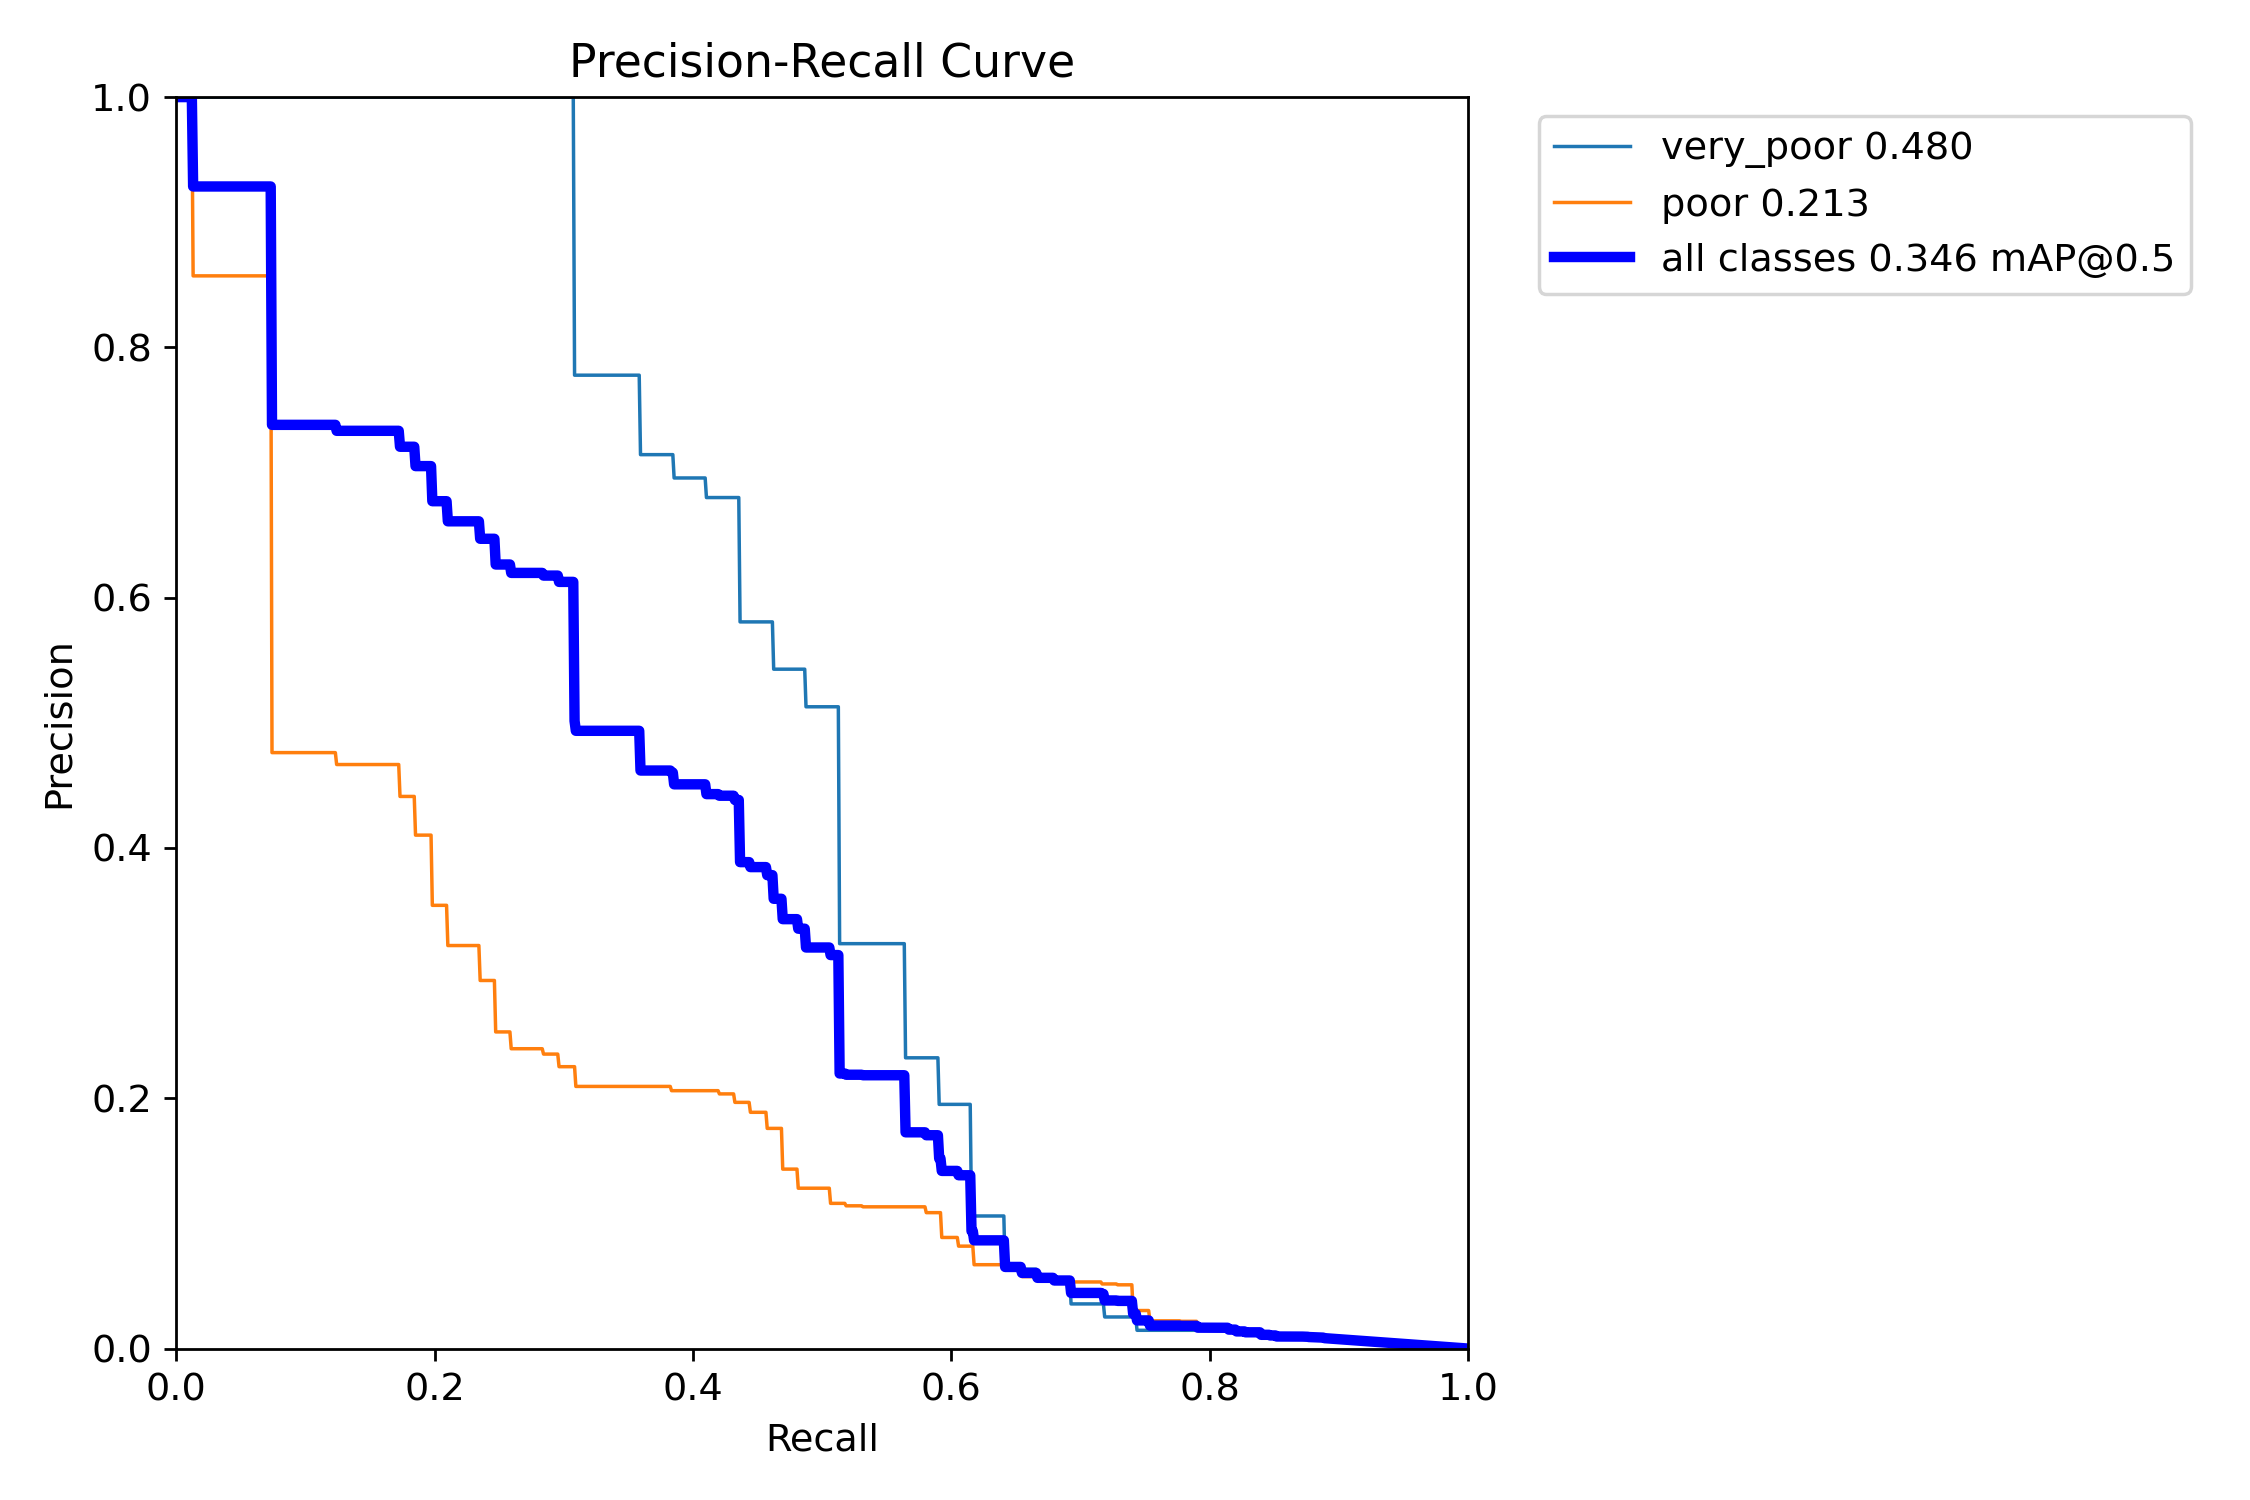 Precision-Recall Curve
1.0
0.8
0.6
0.4
0.2
0.0
Precision
0.0 0.2 0.4 0.6 0.8 1.0
Recall
very_poor 0.480
poor 0.213
all classes 0.346 mAP@0.5